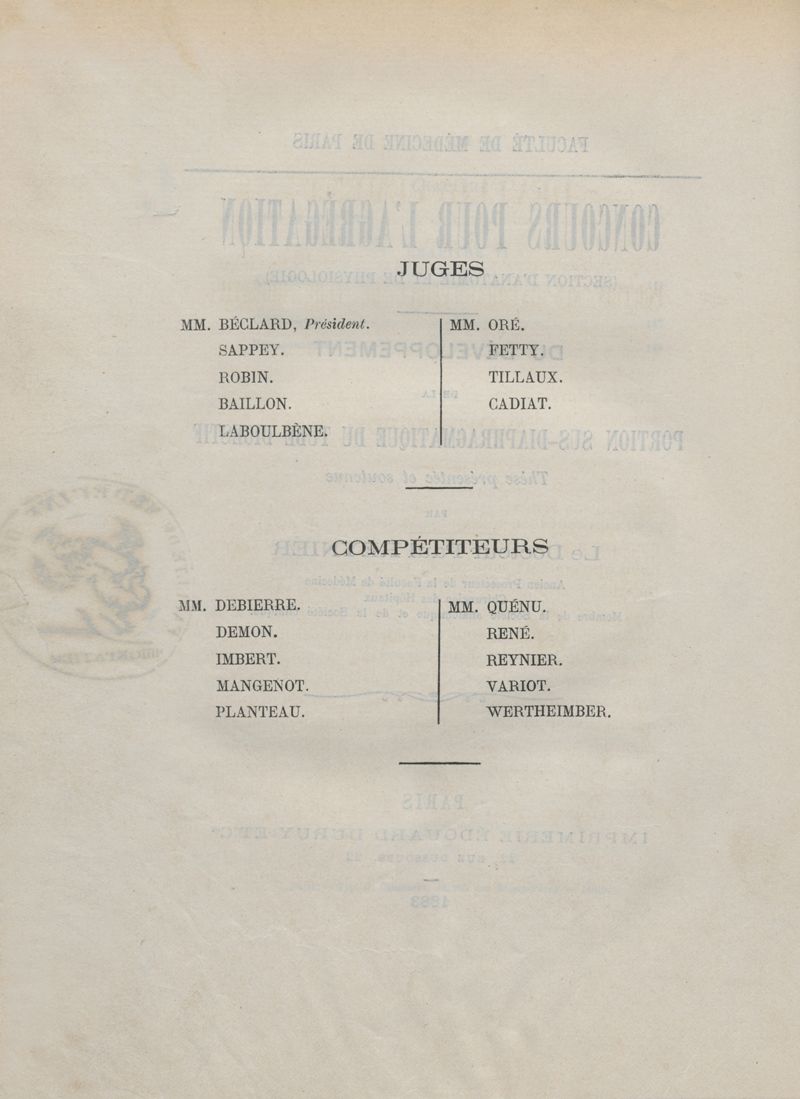 JUGES
MM. BÉCLARD, Président.
SAPPEY.
ROBIN.
BAILLON.
LABOULBÈNE.
MM. ORÉ.
FETTY.
TILLAUX.
CADIAT.
COMPÉTITEURS
MM. DEBIERRE.
DEMON.
IMBERT.
MANGENOT.
PLANTEAU.
MM. QUÉNU.
RENÉ.
REYNIER.
VARIOT.
WERTHEIMBER.